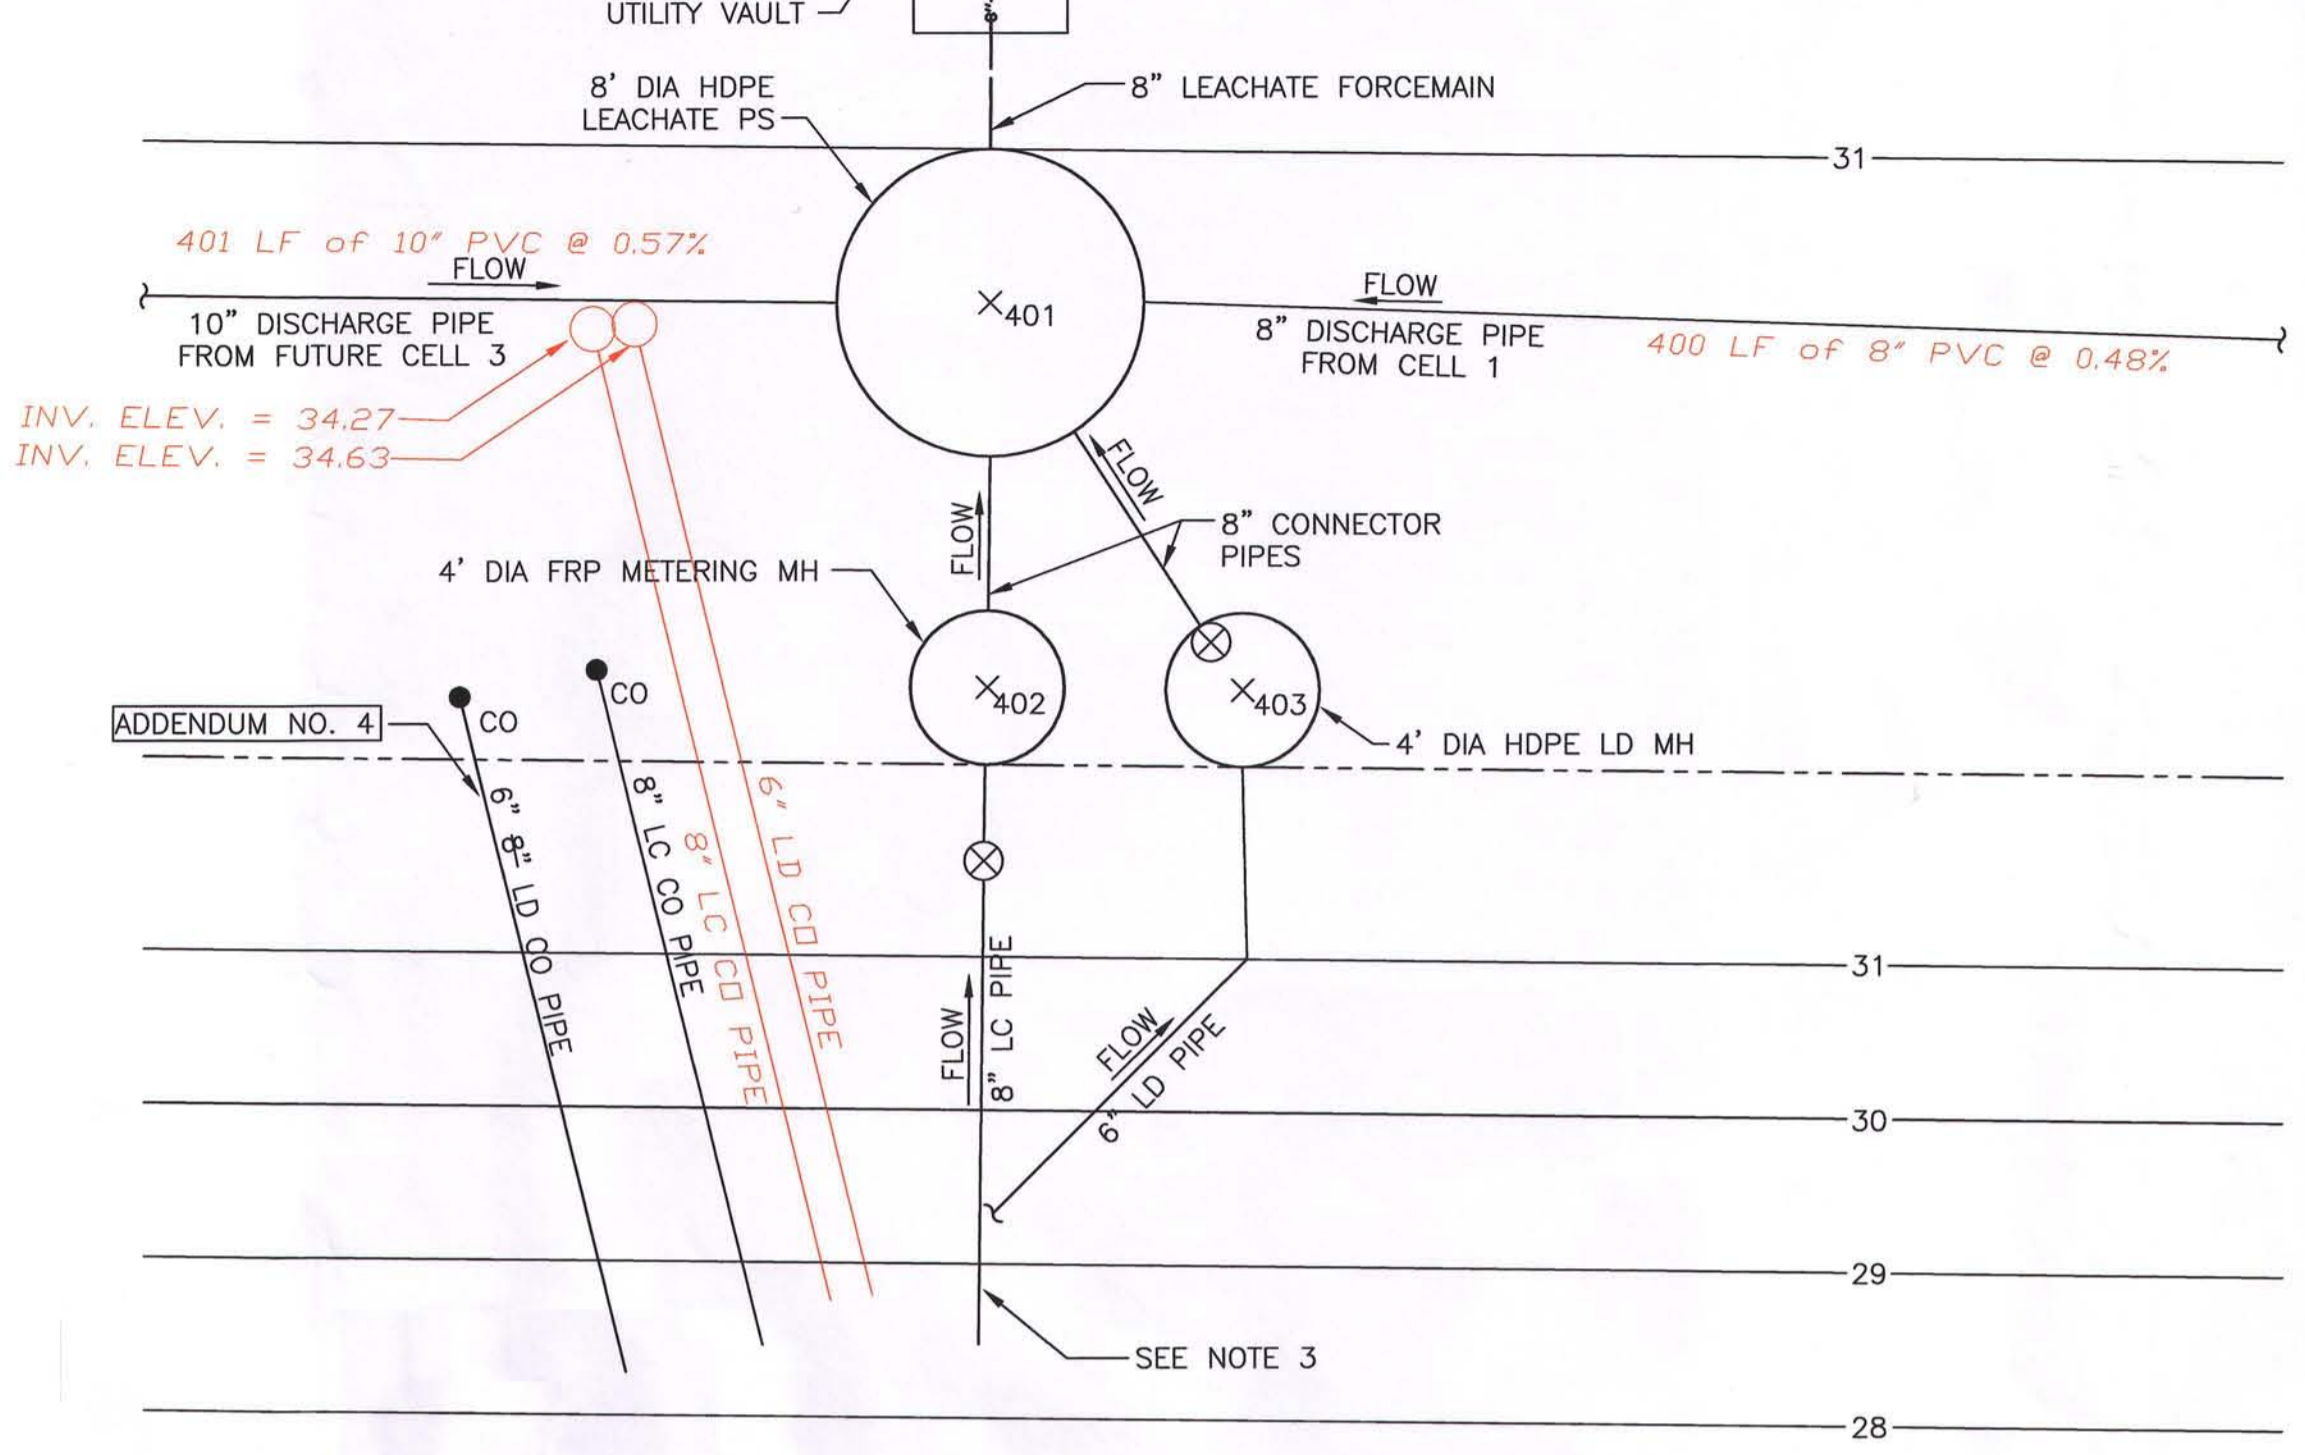 UTILITY VAULT
8"
8' DIA HDPE
LEACHATE PS
8" LEACHATE FORCEMAIN
31
401 LF of 10" PVC @ 0.57%
FLOW
10" DISCHARGE PIPE
FROM FUTURE CELL 3
401
FLOW
8" DISCHARGE PIPE
FROM CELL 1
400 LF of 8" PVC @ 0.48%
INV. ELEV. = 34.27
INV. ELEV. = 34.63
FLOW
FLOW
8" CONNECTOR
PIPES
4' DIA FRP METERING MH
CO
CO
ADDENDUM NO. 4
402
403
4' DIA HDPE LD MH
6" 8" LD CO PIPE
8" LC CO PIPE
8" LC CO PIPE
6" LD CO PIPE
FLOW
8" LC PIPE
FLOW
6" LD PIPE
31
30
29
SEE NOTE 3
28